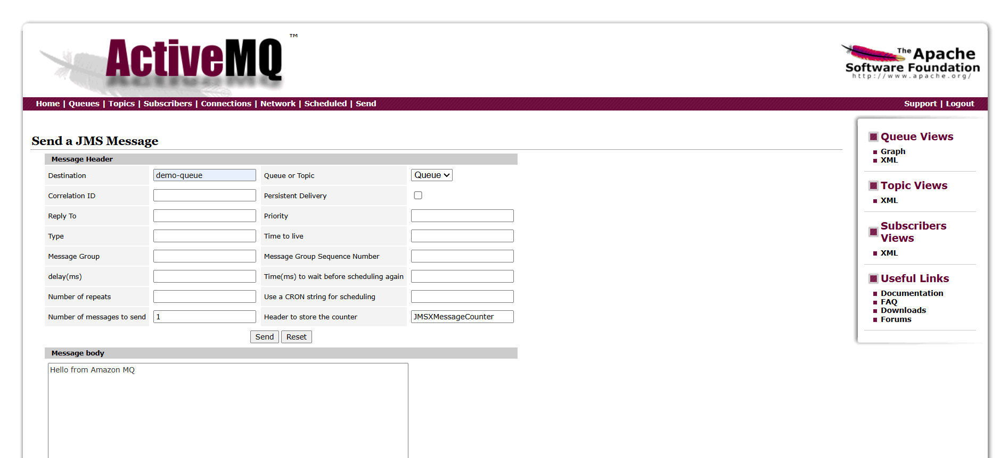 ActiveMQ ™
The Apache
Software Foundation
http://www.apache.org/
Home | Queues | Topics | Subscribers | Connections | Network | Scheduled | Send
Support | Logout
Send a JMS Message
Message Header
Destination demo-queue Queue or Topic Queue
Correlation ID Persistent Delivery
Reply To Priority
Type Time to live
Message Group Message Group Sequence Number
delay(ms) Time(ms) to wait before scheduling again
Number of repeats Use a CRON string for scheduling
Number of messages to send 1 Header to store the counter JMSXMessageCounter
Send Reset
Message body
Hello from Amazon MQ
Queue Views
Graph
XML
Topic Views
XML
Subscribers
Views
XML
Useful Links
Documentation
FAQ
Downloads
Forums